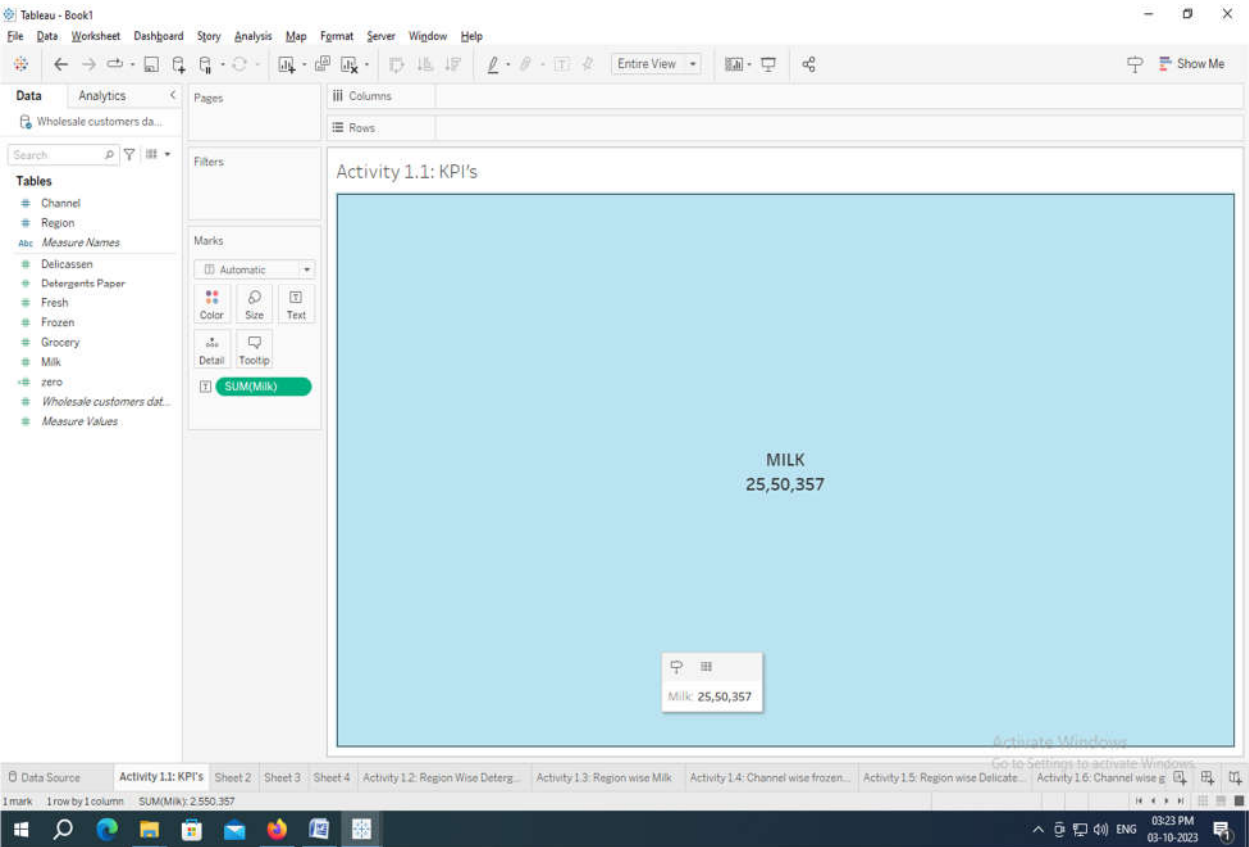 Tableau - Book1
File Data Worksheet Dashboard Story Analysis Map Format Server Window Help
Entire View
Show Me
Data Analytics
Pages
Columns
Wholesale customers da...
Rows
Search
Filters
Activity 1.1: KPI's
Tables
Channel
Region
Abc Measure Names
Marks
Delicassen
Automatic
Detergents Paper
Fresh
Frozen
Color Size Text
Grocery
Milk
Detail Tooltip
zero
SUM(Milk)
Wholesale customers dat...
Measure Values
MILK
25,50,357
Milk: 25,50,357
Activate Windows
Go to Settings to activate Windows.
Data Source Activity 1.1: KPI's Sheet 2 Sheet 3 Sheet 4 Activity 1.2: Region Wise Deterg... Activity 1.3: Region wise Milk Activity 1.4: Channel wise frozen... Activity 1.5: Region wise Delicate... Activity 1.6: Channel wise g
1 mark 1 row by 1 column SUM(Milk): 2,550,357
ENG
03:23 PM
03-10-2023
1